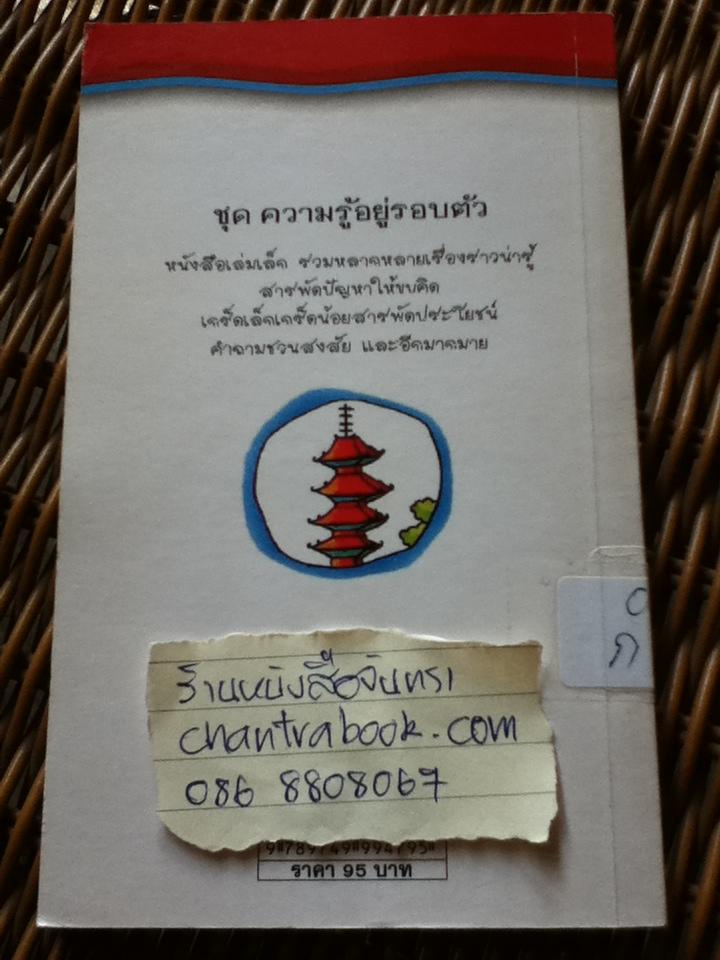 ชุด ความรู้อยู่รอบตัว
หนังสือเล่มเล็ก รวมหลากหลายเรื่องราวน่ารู้
สารพัดปัญหาให้ขบคิด
เกร็ดเล็กเกร็ดน้อยสารพัดประโยชน์
คำถามชวนสงสัย และอีกมากมาย
ร้านหนังสือจันทรา
chantrabook.com
086 8808067
ราคา 95 บาท